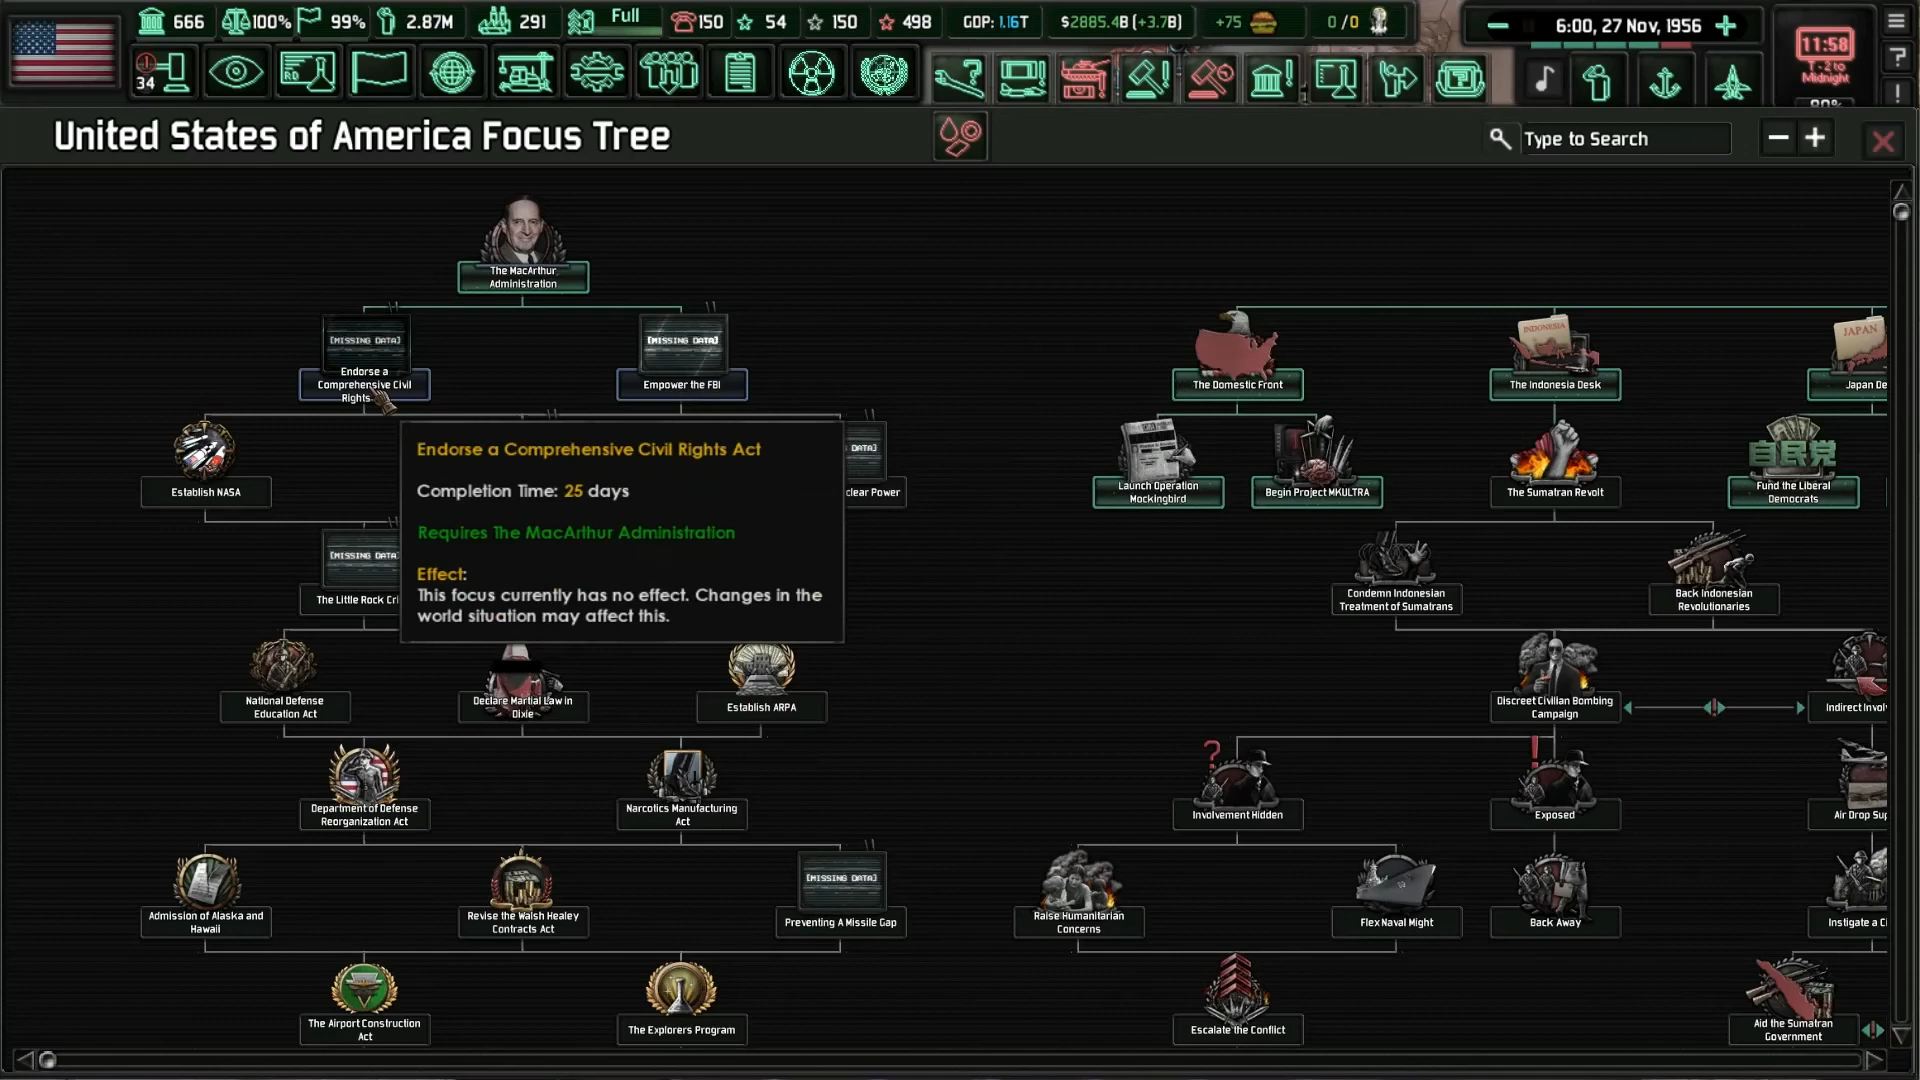 666
100%
99%
2.87M
291
Full
150
54
150
498
GDP: 1.16T
$2885.4B (+3.7B)
+75
0 / 0
6:00, 27 Nov, 1956
11:58
T - 2 to
Midnight
34
RD
United States of America Focus Tree
Type to Search
The MacArthur
Administration
[MISSING DATA]
Endorse a
Comprehensive Civil
Rights
[MISSING DATA]
Empower the FBI
The Domestic Front
INDONESIA
The Indonesia Desk
JAPAN
Japan De
Establish NASA
Endorse a Comprehensive Civil Rights Act
Completion Time: 25 days
Requires The MacArthur Administration
Effect:
This focus currently has no effect. Changes in the
world situation may affect this.
DATA]
clear Power
Launch Operation
Mockingbird
Begin Project MKULTRA
The Sumatran Revolt
自民党
Fund the Liberal
Democrats
[MISSING DATA]
The Little Rock Cri
Condemn Indonesian
Treatment of Sumatrans
Back Indonesian
Revolutionaries
National Defense
Education Act
Declare Martial Law in
Dixie
Establish ARPA
Discreet Civilian Bombing
Campaign
Indirect Invol
Department of Defense
Reorganization Act
Narcotics Manufacturing
Act
Involvement Hidden
Exposed
Air Drop Su
Admission of Alaska and
Hawaii
Revise the Walsh Healey
Contracts Act
[MISSING DATA]
Preventing A Missile Gap
Raise Humanitarian
Concerns
Flex Naval Might
Back Away
Instigate a C
The Airport Construction
Act
The Explorers Program
Escalate the Conflict
Aid the Sumatran
Government